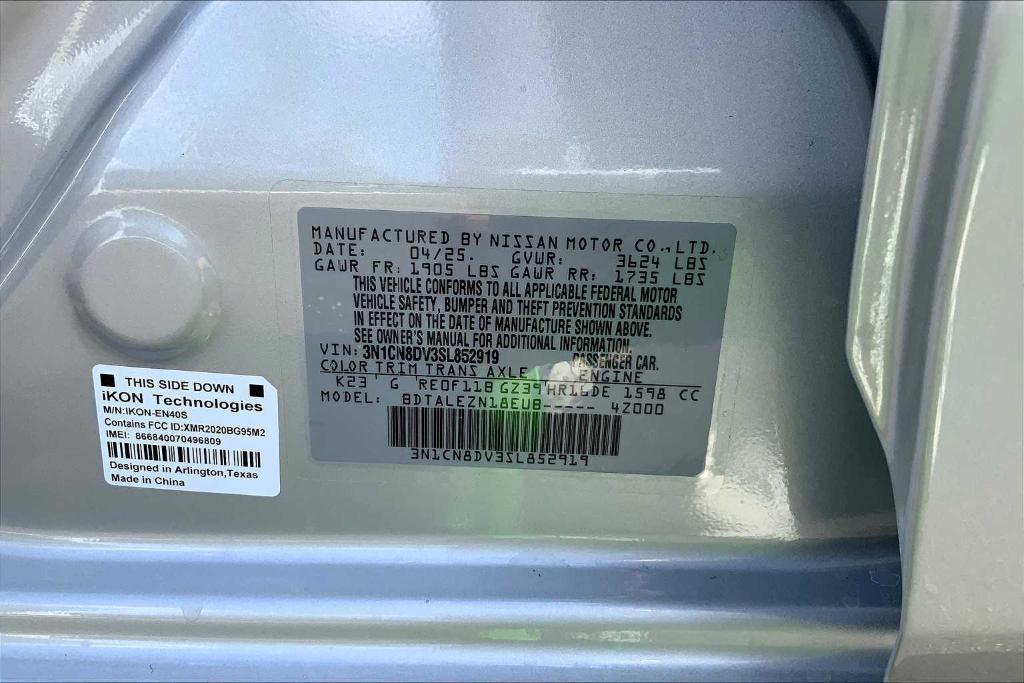 MANUFACTURED BY NISSAN MOTOR CO.,LTD.
DATE: 04/25. GVWR: 3624 LBS
GAWR FR: 1905 LBS GAWR RR: 1735 LBS
THIS VEHICLE CONFORMS TO ALL APPLICABLE FEDERAL MOTOR
VEHICLE SAFETY, BUMPER AND THEFT PREVENTION STANDARDS
IN EFFECT ON THE DATE OF MANUFACTURE SHOWN ABOVE.
SEE OWNER'S MANUAL FOR ADDITIONAL INFORMATION.
VIN: 3N1CN8DV3SL852919 PASSENGER CAR.
COLOR TRIM TRANS AXLE ENGINE
K23 G RE0F11B GZ39 HR16DE 1598 CC
MODEL: BDTALEZN18EUB----- 4Z000
3N1CN8DV3SL852919
THIS SIDE DOWN
iKON Technologies
M/N:IKON-EN40S
Contains FCC ID:XMR2020BG95M2
IMEI: 866840070496809
Designed in Arlington,Texas
Made in China